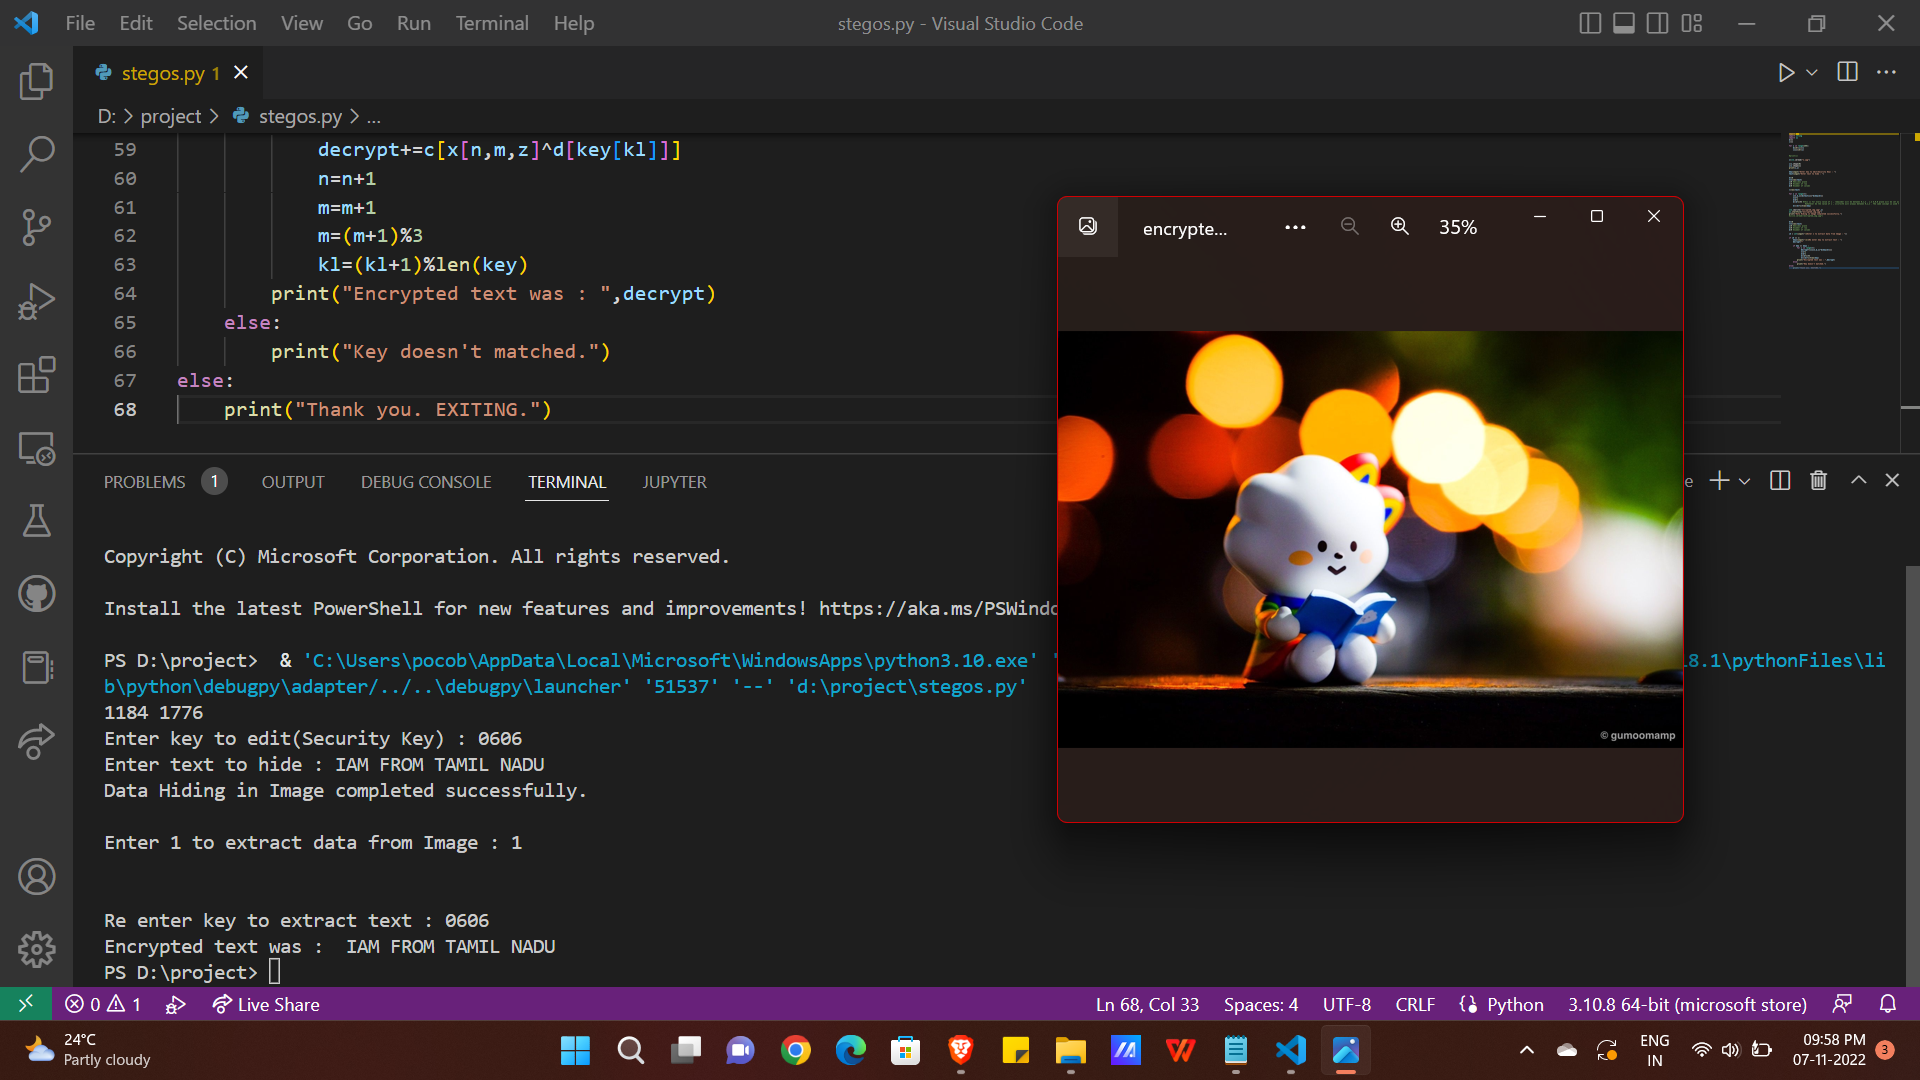 File Edit Selection View Go Run Terminal Help
stegos.py - Visual Studio Code
stegos.py 1
D: > project > stegos.py > ...
59 decrypt+=c[x[n,m,z]^d[key[kl]]]
60 n=n+1
61 m=m+1
62 m=(m+1)%3
63 kl=(kl+1)%len(key)
64 print("Encrypted text was : ",decrypt)
65 else:
66 print("Key doesn't matched.")
67 else:
68 print("Thank you. EXITING.")
encrypte... ••• 35%
© gumoomamp
PROBLEMS 1 OUTPUT DEBUG CONSOLE TERMINAL JUPYTER
Copyright (C) Microsoft Corporation. All rights reserved.
Install the latest PowerShell for new features and improvements! https://aka.ms/PSWindo
PS D:\project>  & 'C:\Users\pocob\AppData\Local\Microsoft\WindowsApps\python3.10.exe' ' 8.1\pythonFiles\li
b\python\debugpy\adapter/../..\debugpy\launcher' '51537' '--' 'd:\project\stegos.py'
1184 1776
Enter key to edit(Security Key) : 0606
Enter text to hide : IAM FROM TAMIL NADU
Data Hiding in Image completed successfully.
Enter 1 to extract data from Image : 1
Re enter key to extract text : 0606
Encrypted text was :  IAM FROM TAMIL NADU
PS D:\project>
0 1 Live Share Ln 68, Col 33 Spaces: 4 UTF-8 CRLF Python 3.10.8 64-bit (microsoft store)
24°C
Partly cloudy
ENG
IN
09:58 PM
07-11-2022
3